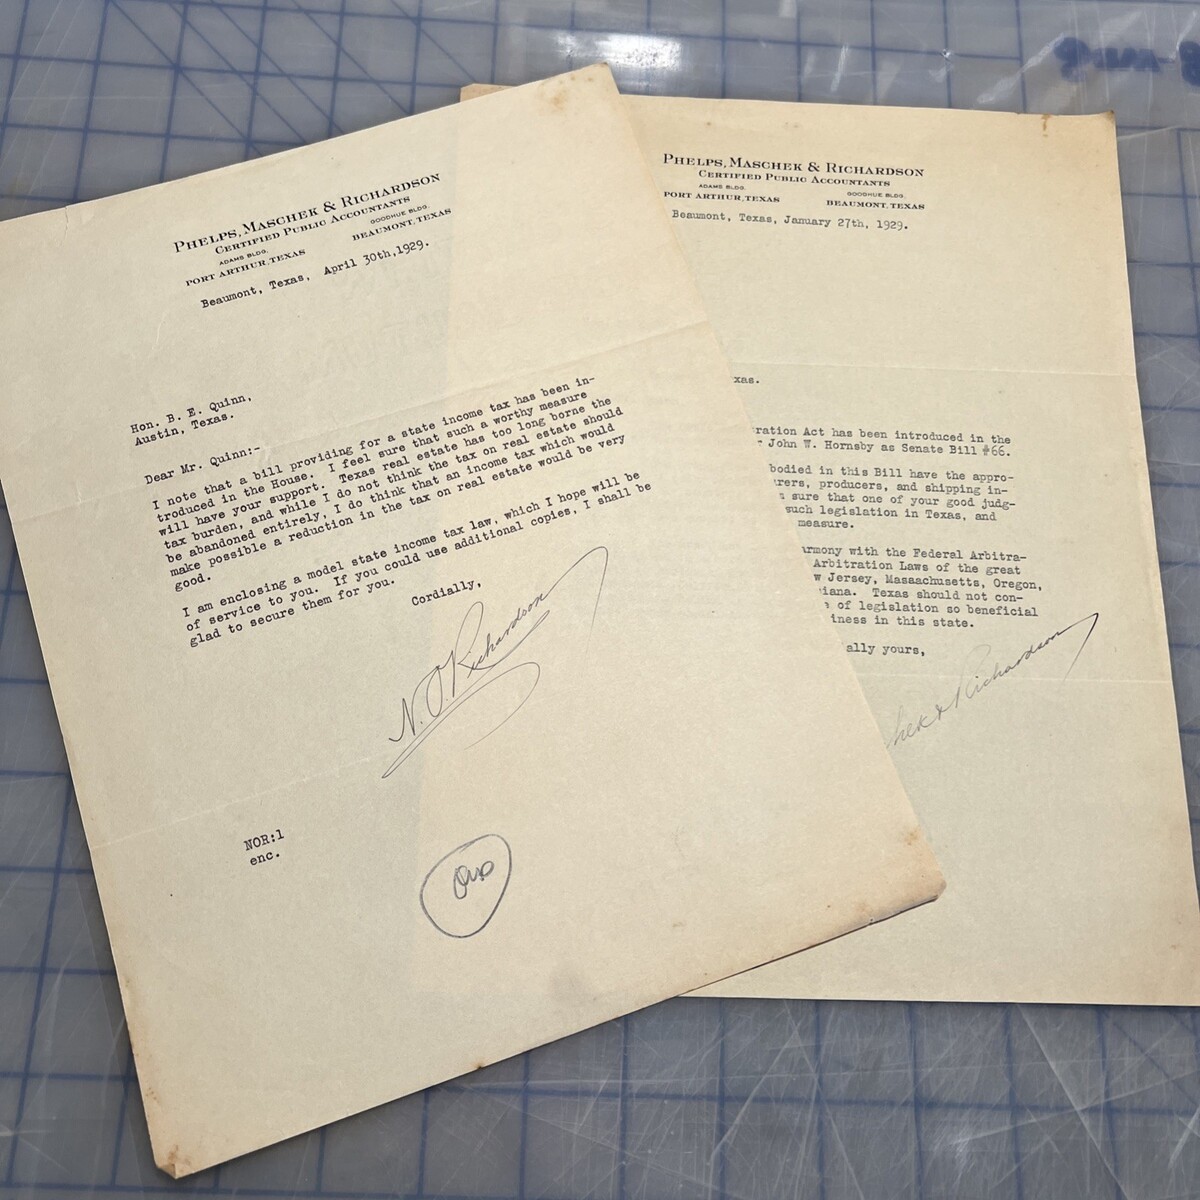 PHELPS, MASCHEK & RICHARDSON
CERTIFIED PUBLIC ACCOUNTANTS
ADAMS BLDG. GOODHUE BLDG.
PORT ARTHUR, TEXAS BEAUMONT, TEXAS
Beaumont, Texas, April 30th,1929.
Hon. B. E. Quinn,
Austin, Texas.
Dear Mr. Quinn:-
I note that a bill providing for a state income tax has been in-
troduced in the House. I feel sure that such a worthy measure
will have your support. Texas real estate has too long borne the
tax burden, and while I do not think the tax on real estate should
be abandoned entirely, I do think that an income tax which would
make possible a reduction in the tax on real estate would be very
good.
I am enclosing a model state income tax law, which I hope will be
of service to you. If you could use additional copies, I shall be
glad to secure them for you.
Cordially,
N. O. Richardson
NOR:l
enc.
PHELPS, MASCHEK & RICHARDSON
CERTIFIED PUBLIC ACCOUNTANTS
ADAMS BLDG. GOODHUE BLDG.
PORT ARTHUR, TEXAS BEAUMONT, TEXAS
Beaumont, Texas, January 27th, 1929.
xas.
ration Act has been introduced in the
John W. Hornsby as Senate Bill #66.
bodied in this Bill have the appro-
rers, producers, and shipping in-
sure that one of your good judg-
such legislation in Texas, and
measure.
armony with the Federal Arbitra-
Arbitration Laws of the great
w Jersey, Massachusetts, Oregon,
iana. Texas should not con-
e of legislation so beneficial
iness in this state.
ally yours,
hek & Richardson